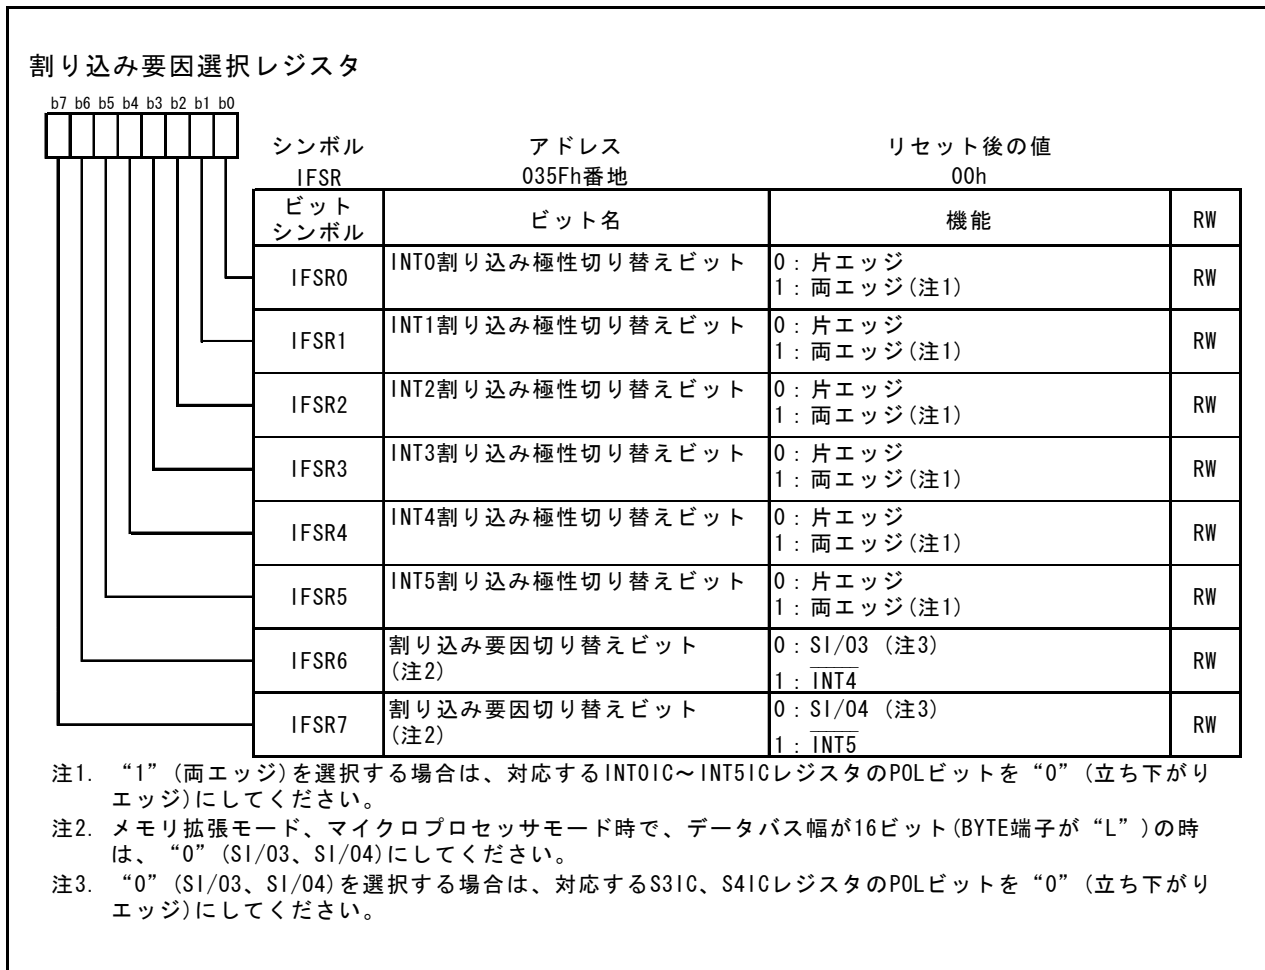 割り込み要因選択レジスタ
b7 b6 b5 b4 b3 b2 b1 b0
シンボル アドレス リセット後の値
IFSR 035Fh番地 00h
ビット
シンボル ビット名 機能 RW
IFSR0 INT0割り込み極性切り替えビット 0：片エッジ RW
1：両エッジ(注1)
IFSR1 INT1割り込み極性切り替えビット 0：片エッジ RW
1：両エッジ(注1)
IFSR2 INT2割り込み極性切り替えビット 0：片エッジ RW
1：両エッジ(注1)
IFSR3 INT3割り込み極性切り替えビット 0：片エッジ RW
1：両エッジ(注1)
IFSR4 INT4割り込み極性切り替えビット 0：片エッジ RW
1：両エッジ(注1)
IFSR5 INT5割り込み極性切り替えビット 0：片エッジ RW
1：両エッジ(注1)
IFSR6 割り込み要因切り替えビット 0：SI/O3 (注3) RW
(注2) 1：INT4
IFSR7 割り込み要因切り替えビット 0：SI/O4 (注3) RW
(注2) 1：INT5
注1. “1”(両エッジ)を選択する場合は、対応するINT0IC～INT5ICレジスタのPOLビットを“0”(立ち下がり
エッジ)にしてください。
注2. メモリ拡張モード、マイクロプロセッサモード時で、データバス幅が16ビット(BYTE端子が“L”)の時
は、“0”(SI/O3、SI/O4)にしてください。
注3. “0”(SI/O3、SI/O4)を選択する場合は、対応するS3IC、S4ICレジスタのPOLビットを“0”(立ち下がり
エッジ)にしてください。